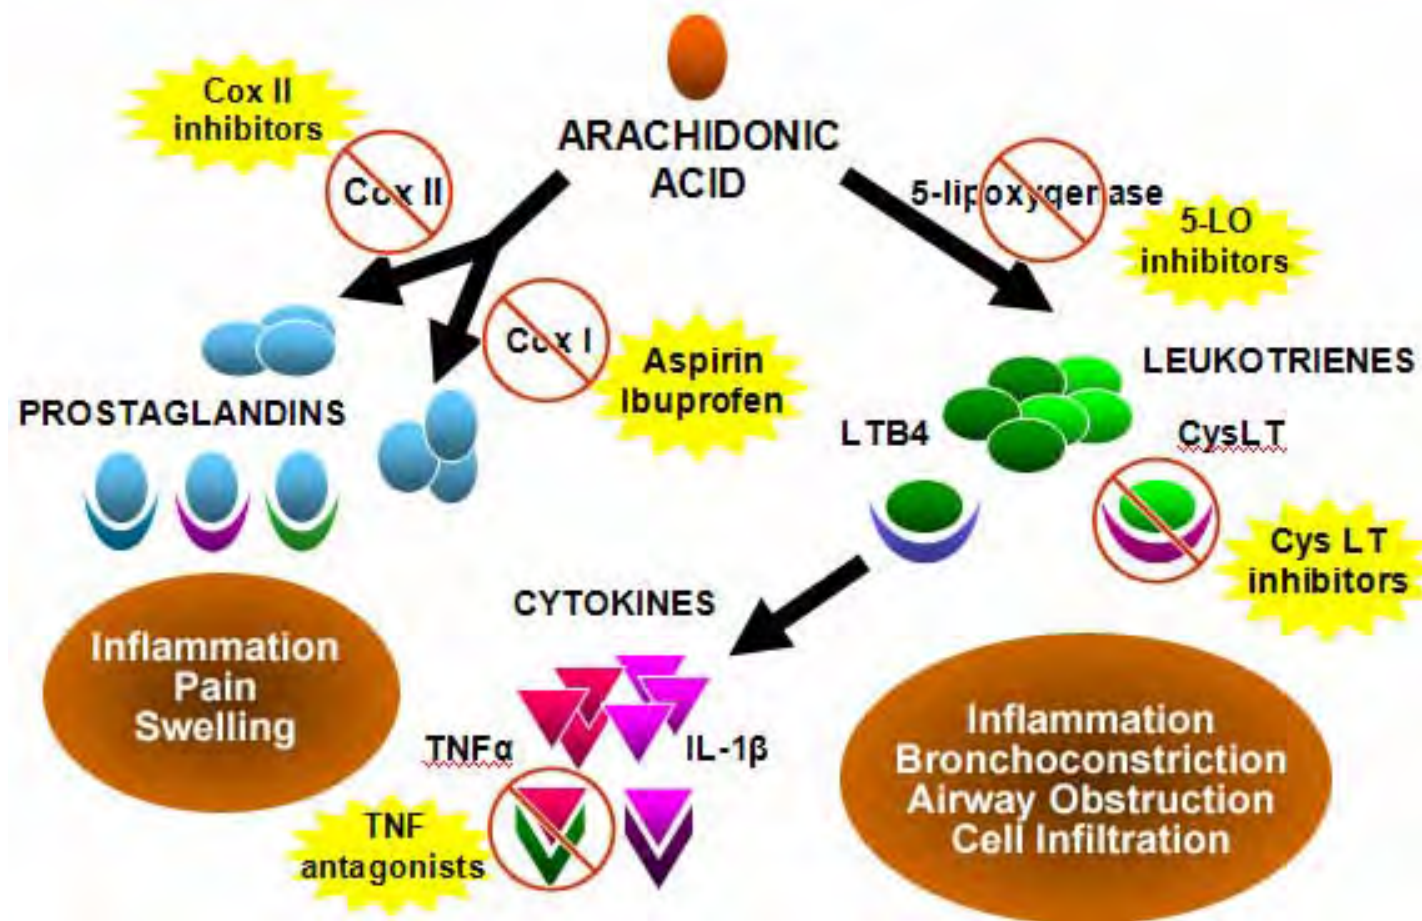 Cox II
inhibitors
Cox II
ARACHIDONIC
ACID
5-lipoxygenase
5-LO
inhibitors
Cox I
Aspirin
Ibuprofen
PROSTAGLANDINS
LEUKOTRIENES
LTB4
CysLT
Cys LT
inhibitors
CYTOKINES
Inflammation
Pain
Swelling
TNFα
IL-1β
TNF
antagonists
Inflammation
Bronchoconstriction
Airway Obstruction
Cell Infiltration